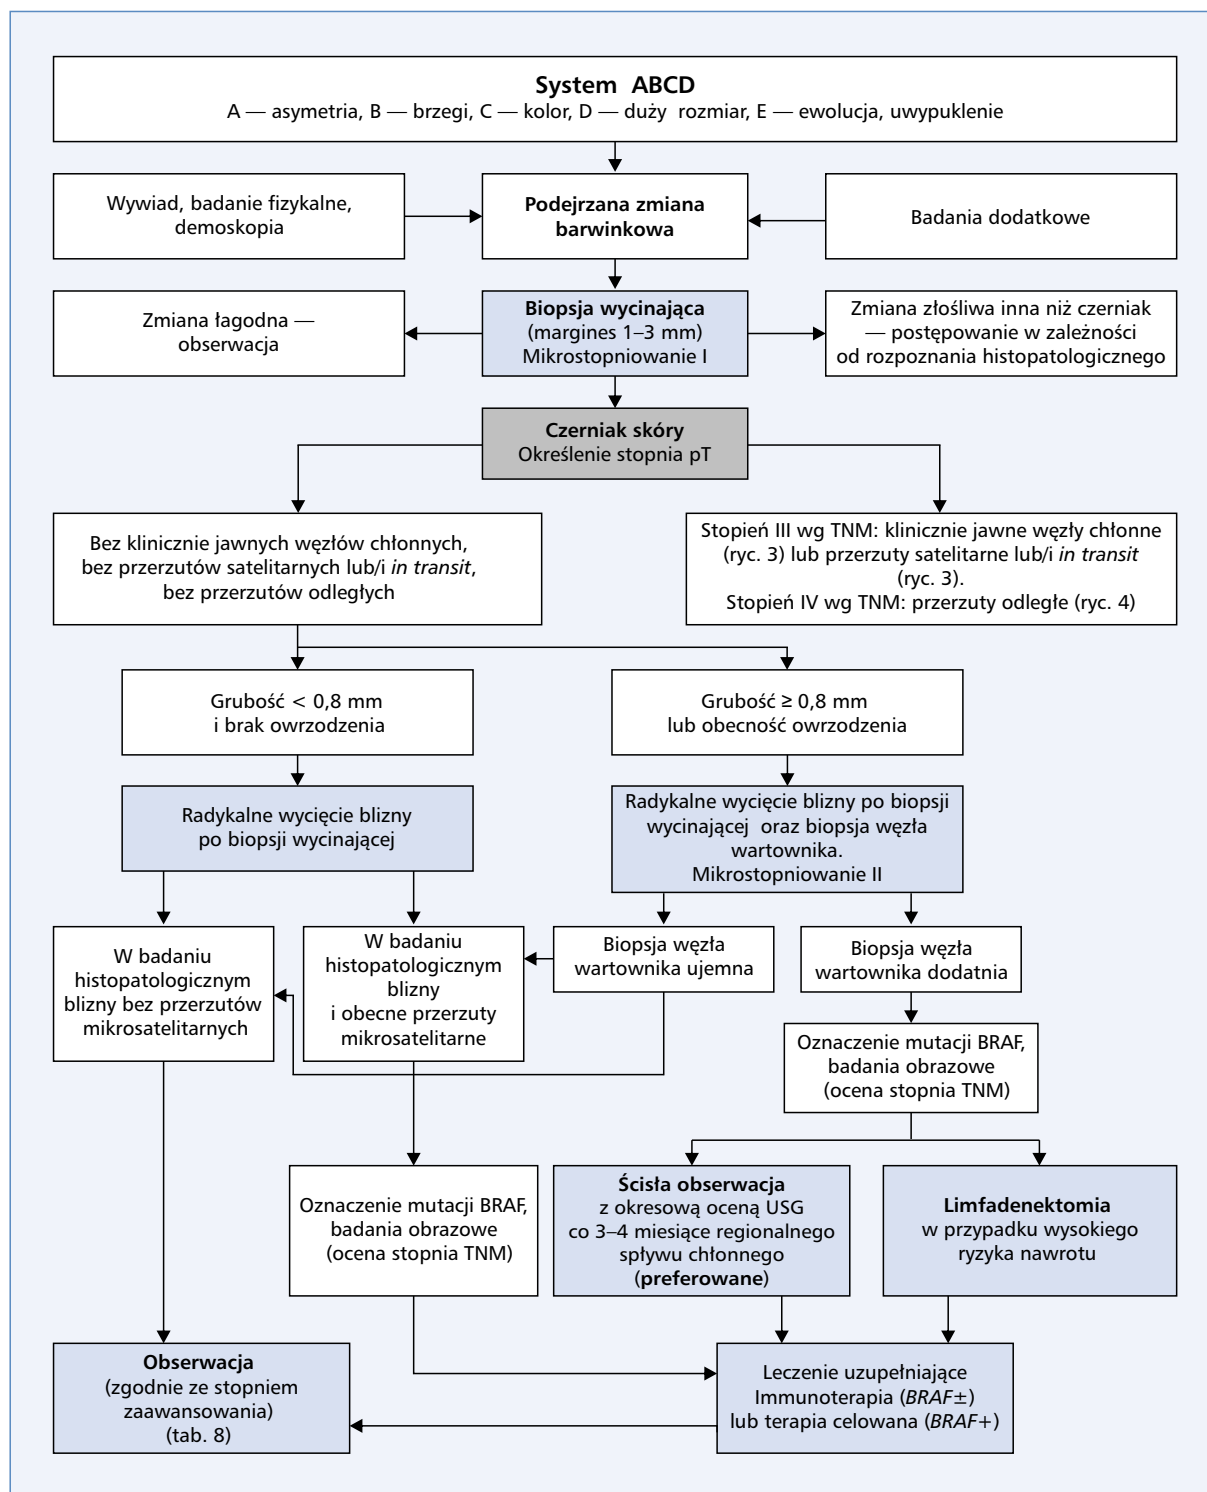 System ABCD
A — asymetria, B — brzegi, C — kolor, D — duży rozmiar, E — ewolucja, uwypuklenie
Wywiad, badanie fizykalne,
demoskopia
Podejrzana zmiana
barwinkowa
Badania dodatkowe
Zmiana łagodna —
obserwacja
Biopsja wycinająca
(margines 1–3 mm)
Mikrostopniowanie I
Zmiana złośliwa inna niż czerniak
— postępowanie w zależności
od rozpoznania histopatologicznego
Czerniak skóry
Określenie stopnia pT
Bez klinicznie jawnych węzłów chłonnych,
bez przerzutów satelitarnych lub/i in transit,
bez przerzutów odległych
Stopień III wg TNM: klinicznie jawne węzły chłonne
(ryc. 3) lub przerzuty satelitarne lub/i in transit
(ryc. 3).
Stopień IV wg TNM: przerzuty odległe (ryc. 4)
Grubość < 0,8 mm
i brak owrzodzenia
Grubość ≥ 0,8 mm
lub obecność owrzodzenia
Radykalne wycięcie blizny
po biopsji wycinającej
Radykalne wycięcie blizny po biopsji
wycinającej oraz biopsja węzła
wartownika.
Mikrostopniowanie II
W badaniu
histopatologicznym
blizny bez przerzutów
mikrosatelitarnych
W badaniu
histopatologicznym
blizny
i obecne przerzuty
mikrosatelitarne
Biopsja węzła
wartownika ujemna
Biopsja węzła
wartownika dodatnia
Oznaczenie mutacji BRAF,
badania obrazowe
(ocena stopnia TNM)
Oznaczenie mutacji BRAF,
badania obrazowe
(ocena stopnia TNM)
Ścisła obserwacja
z okresową oceną USG
co 3–4 miesiące regionalnego
spływu chłonnego
(preferowane)
Limfadenektomia
w przypadku wysokiego
ryzyka nawrotu
Obserwacja
(zgodnie ze stopniem
zaawansowania)
(tab. 8)
Leczenie uzupełniające
Immunoterapia (BRAF±)
lub terapia celowana (BRAF+)